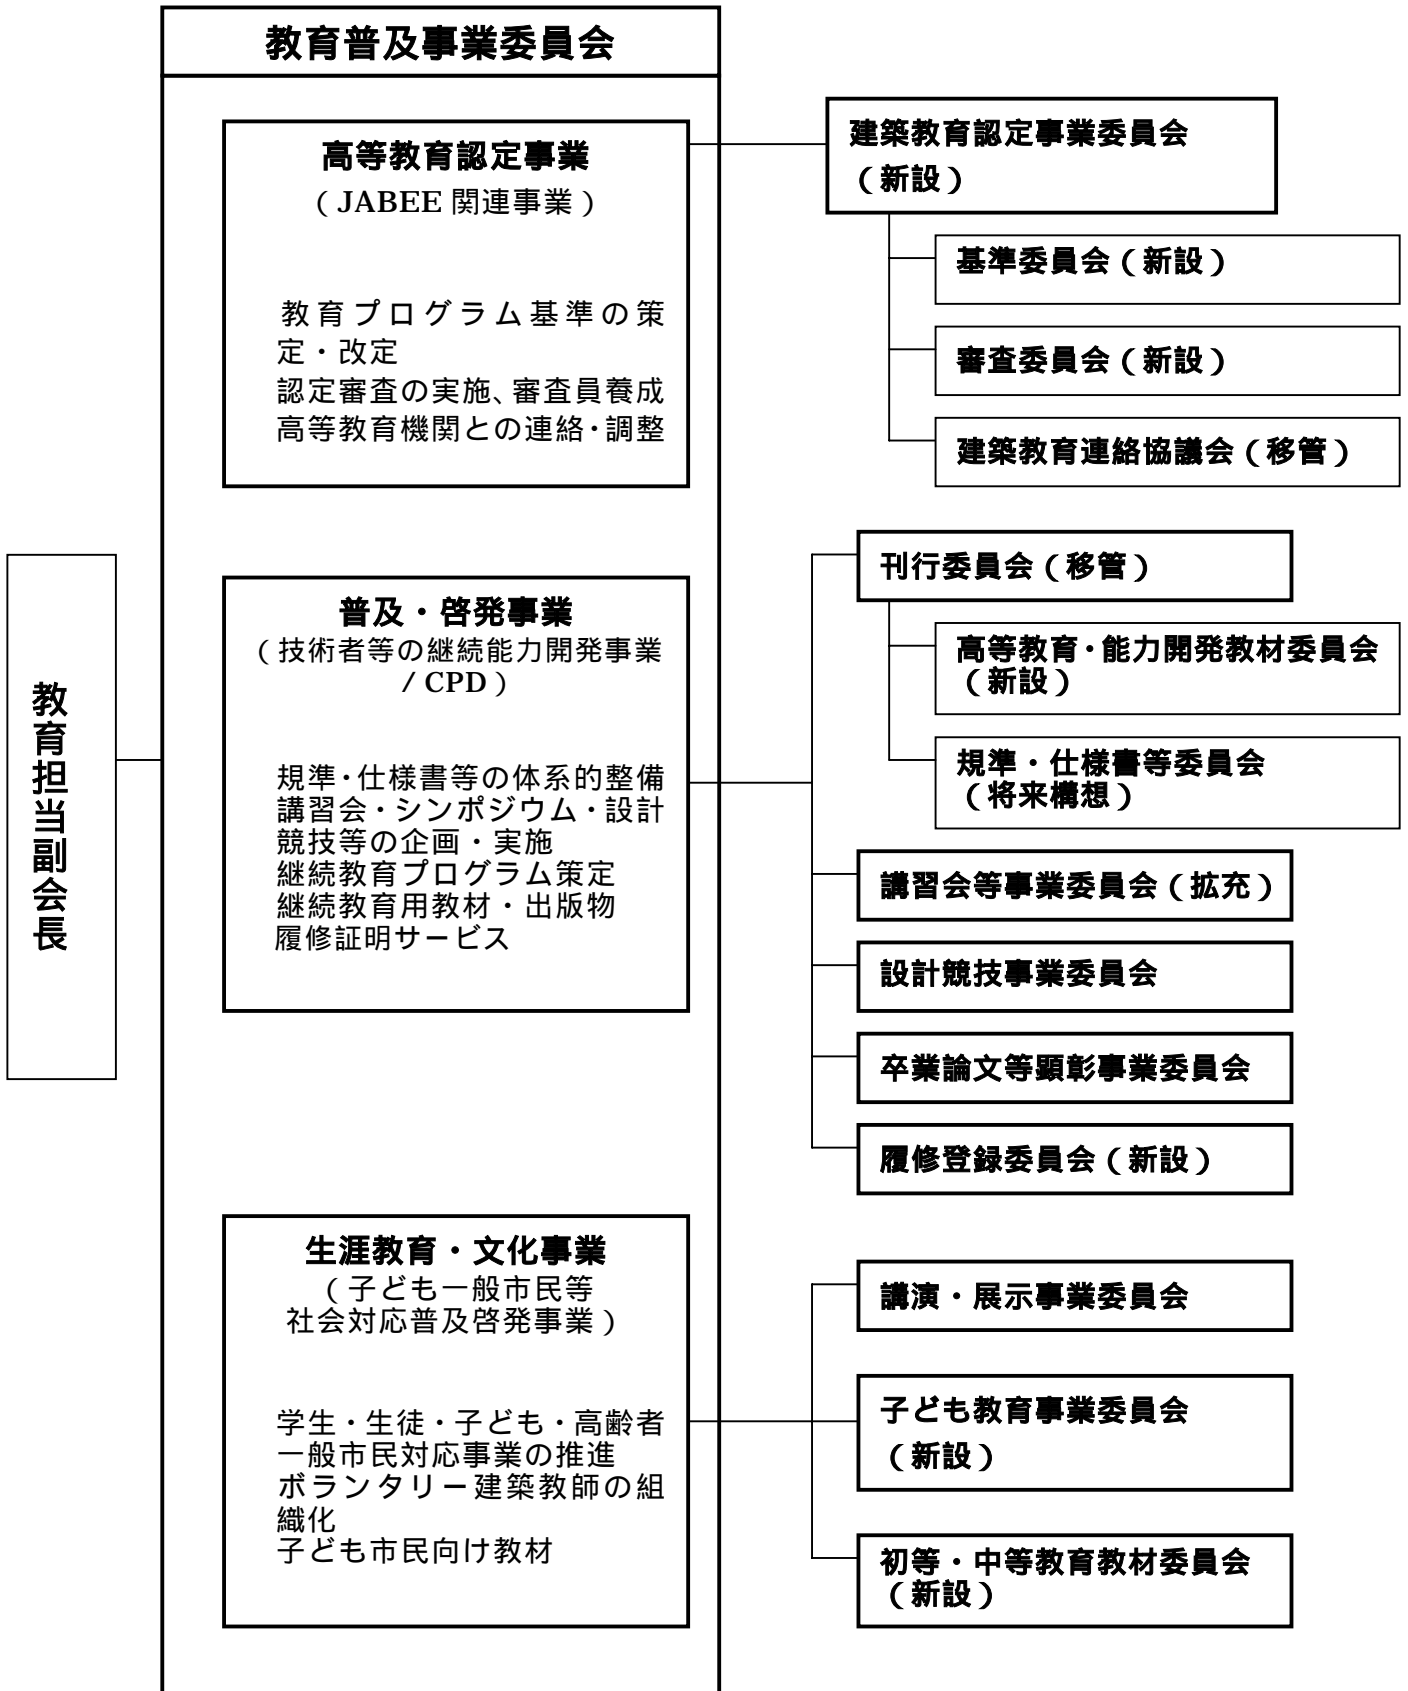 教育普及事業委員会
高等教育認定事業
（JABEE 関連事業）
教育プログラム基準の策
定・改定
認定審査の実施、審査員養成
高等教育機関との連絡・調整
建築教育認定事業委員会
（新設）
基準委員会（新設）
審査委員会（新設）
建築教育連絡協議会（移管）
教育担当副会長
普及・啓発事業
（技術者等の継続能力開発事業
/ CPD）
規準・仕様書等の体系的整備
講習会・シンポジウム・設計
競技等の企画・実施
継続教育プログラム策定
継続教育用教材・出版物
履修証明サービス
刊行委員会（移管）
高等教育・能力開発教材委員会
（新設）
規準・仕様書等委員会
（将来構想）
講習会等事業委員会（拡充）
設計競技事業委員会
卒業論文等顕彰事業委員会
履修登録委員会（新設）
生涯教育・文化事業
（子ども一般市民等
社会対応普及啓発事業）
学生・生徒・子ども・高齢者
一般市民対応事業の推進
ボランタリー建築教師の組
織化
子ども市民向け教材
講演・展示事業委員会
子ども教育事業委員会
（新設）
初等・中等教育教材委員会
（新設）